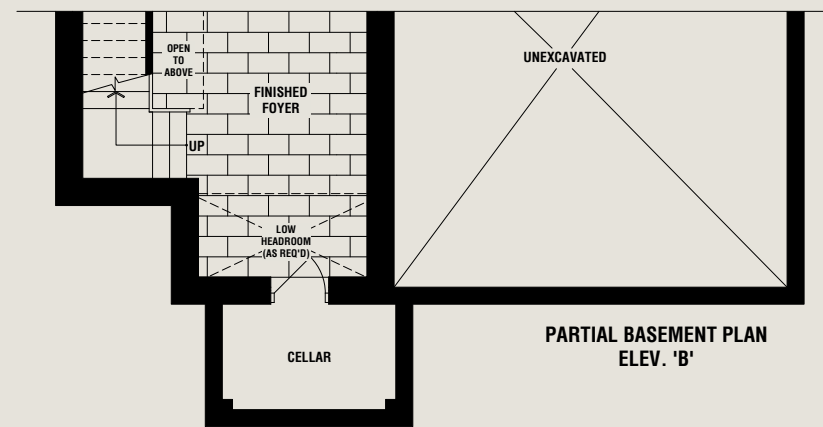 OPEN
TO
ABOVE
FINISHED
FOYER
UNEXCAVATED
UP
LOW
HEADROOM
(AS REQ'D)
CELLAR
PARTIAL BASEMENT PLAN
ELEV. 'B'